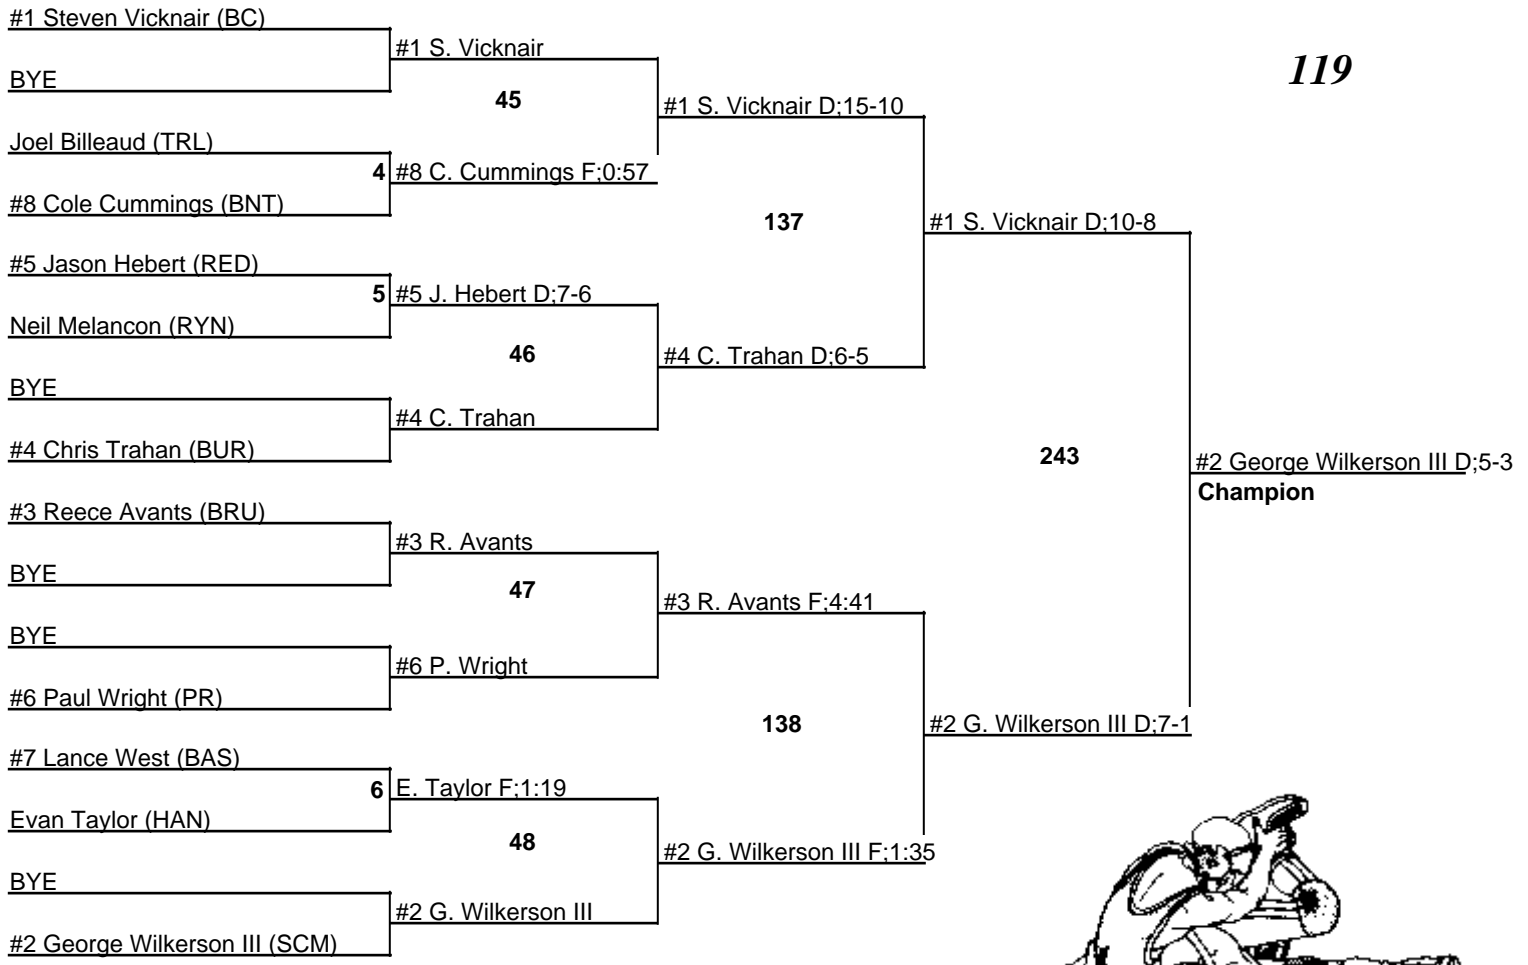 #1 Steven Vicknair (BC)
#1 S. Vicknair
119
BYE
45
#1 S. Vicknair D;15-10
Joel Billeaud (TRL)
4 #8 C. Cummings F;0:57
#8 Cole Cummings (BNT)
137
#1 S. Vicknair D;10-8
#5 Jason Hebert (RED)
5 #5 J. Hebert D;7-6
Neil Melancon (RYN)
46
#4 C. Trahan D;6-5
BYE
#4 C. Trahan
#4 Chris Trahan (BUR)
243
#2 George Wilkerson III D;5-3
Champion
#3 Reece Avants (BRU)
#3 R. Avants
BYE
47
#3 R. Avants F;4:41
BYE
#6 P. Wright
#6 Paul Wright (PR)
138
#2 G. Wilkerson III D;7-1
#7 Lance West (BAS)
6 E. Taylor F;1:19
Evan Taylor (HAN)
48
#2 G. Wilkerson III F;1:35
BYE
#2 G. Wilkerson III
#2 George Wilkerson III (SCM)